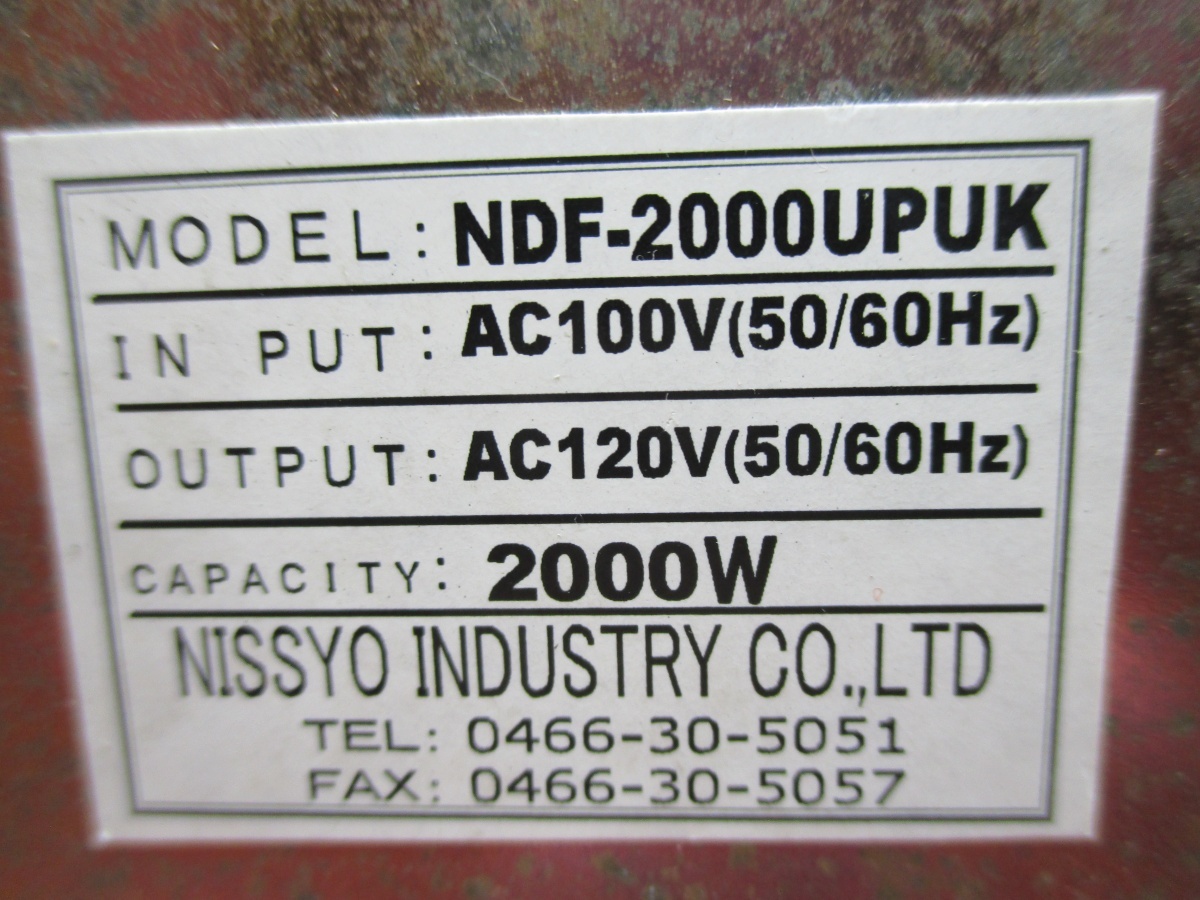 MODEL: NDF-2000UPUK
IN PUT: AC100V(50/60Hz)
OUTPUT: AC120V(50/60Hz)
CAPACITY: 2000W
NISSYO INDUSTRY CO.,LTD
TEL: 0466-30-5051
FAX: 0466-30-5057